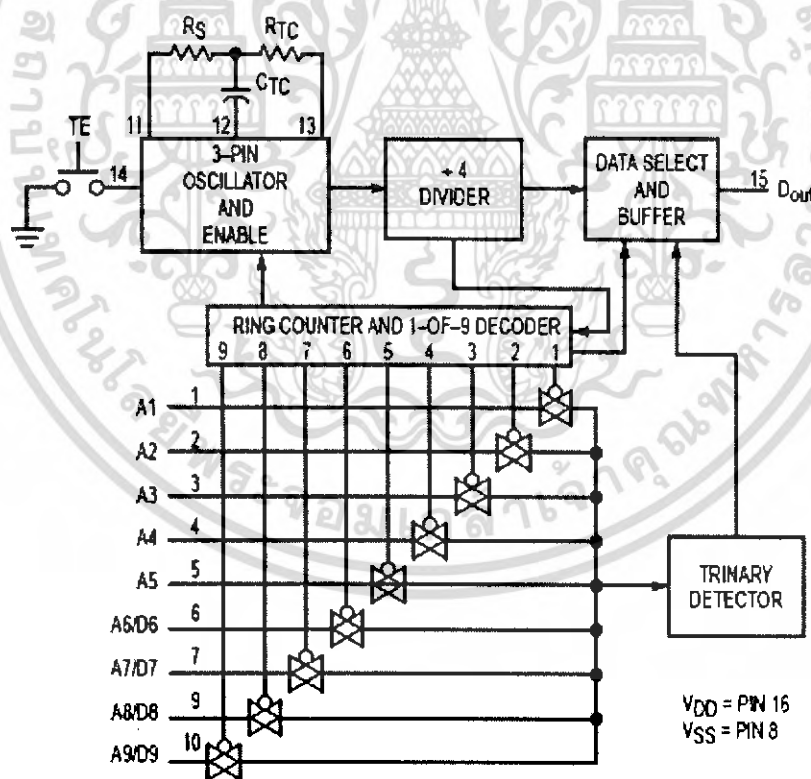 RS RTC
CTC
11 12 13
TE
14
3-PIN
OSCILLATOR
AND
ENABLE
÷ 4
DIVIDER
DATA SELECT
AND
BUFFER
15 Dout
RING COUNTER AND 1-OF-9 DECODER
9 8 7 6 5 4 3 2 1
A1 1
A2 2
A3 3
A4 4
A5 5
A6/D6 6
A7/D7 7
A8/D8 9
A9/D9 10
TRINARY
DETECTOR
VDD = PIN 16
VSS = PIN 8